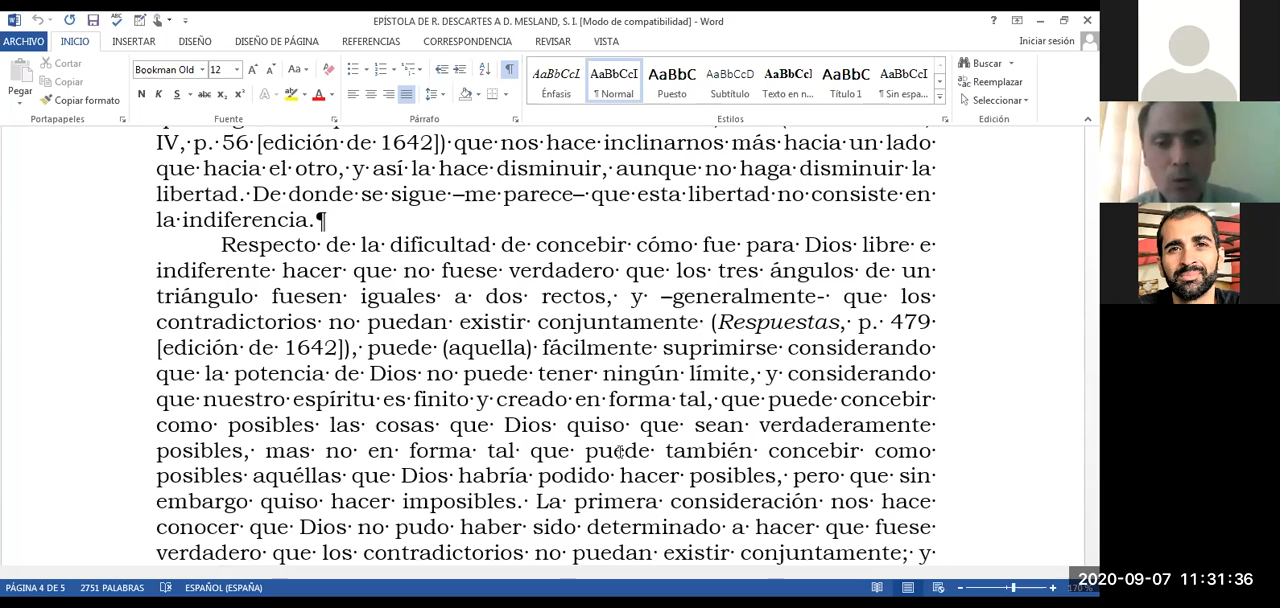 EPÍSTOLA DE R. DESCARTES A D. MESLAND, S. I. [Modo de compatibilidad] - Word
ARCHIVO INICIO INSERTAR DISEÑO DISEÑO DE PÁGINA REFERENCIAS CORRESPONDENCIA REVISAR VISTA Iniciar sesión
Pegar
Cortar
Copiar
Copiar formato
Portapapeles
Bookman Old 12
Fuente
Párrafo
AaBbCcI AaBbCcI AaBbC AaBbCcD AaBbCcl AaBbC AaBbCcI
Énfasis ¶ Normal Puesto Subtítulo Texto en n... Título 1 ¶ Sin espa...
Estilos
Buscar
Reemplazar
Seleccionar
Edición
IV, p. 56 [edición de 1642]) que nos hace inclinarnos más hacia un lado
que hacia el otro, y así la hace disminuir, aunque no haga disminuir la
libertad. De donde se sigue –me parece– que esta libertad no consiste en
la indiferencia.¶
Respecto de la dificultad de concebir cómo fue para Dios libre e
indiferente hacer que no fuese verdadero que los tres ángulos de un
triángulo fuesen iguales a dos rectos, y –generalmente- que los
contradictorios no puedan existir conjuntamente (Respuestas, p. 479
[edición de 1642]), puede (aquella) fácilmente suprimirse considerando
que la potencia de Dios no puede tener ningún límite, y considerando
que nuestro espíritu es finito y creado en forma tal, que puede concebir
como posibles las cosas que Dios quiso que sean verdaderamente
posibles, mas no en forma tal que puede también concebir como
posibles aquéllas que Dios habría podido hacer posibles, pero que sin
embargo quiso hacer imposibles. La primera consideración nos hace
conocer que Dios no pudo haber sido determinado a hacer que fuese
verdadero que los contradictorios no puedan existir conjuntamente; y
PÁGINA 4 DE 5 2751 PALABRAS ESPAÑOL (ESPAÑA) 170 %
2020-09-07 11:31:36